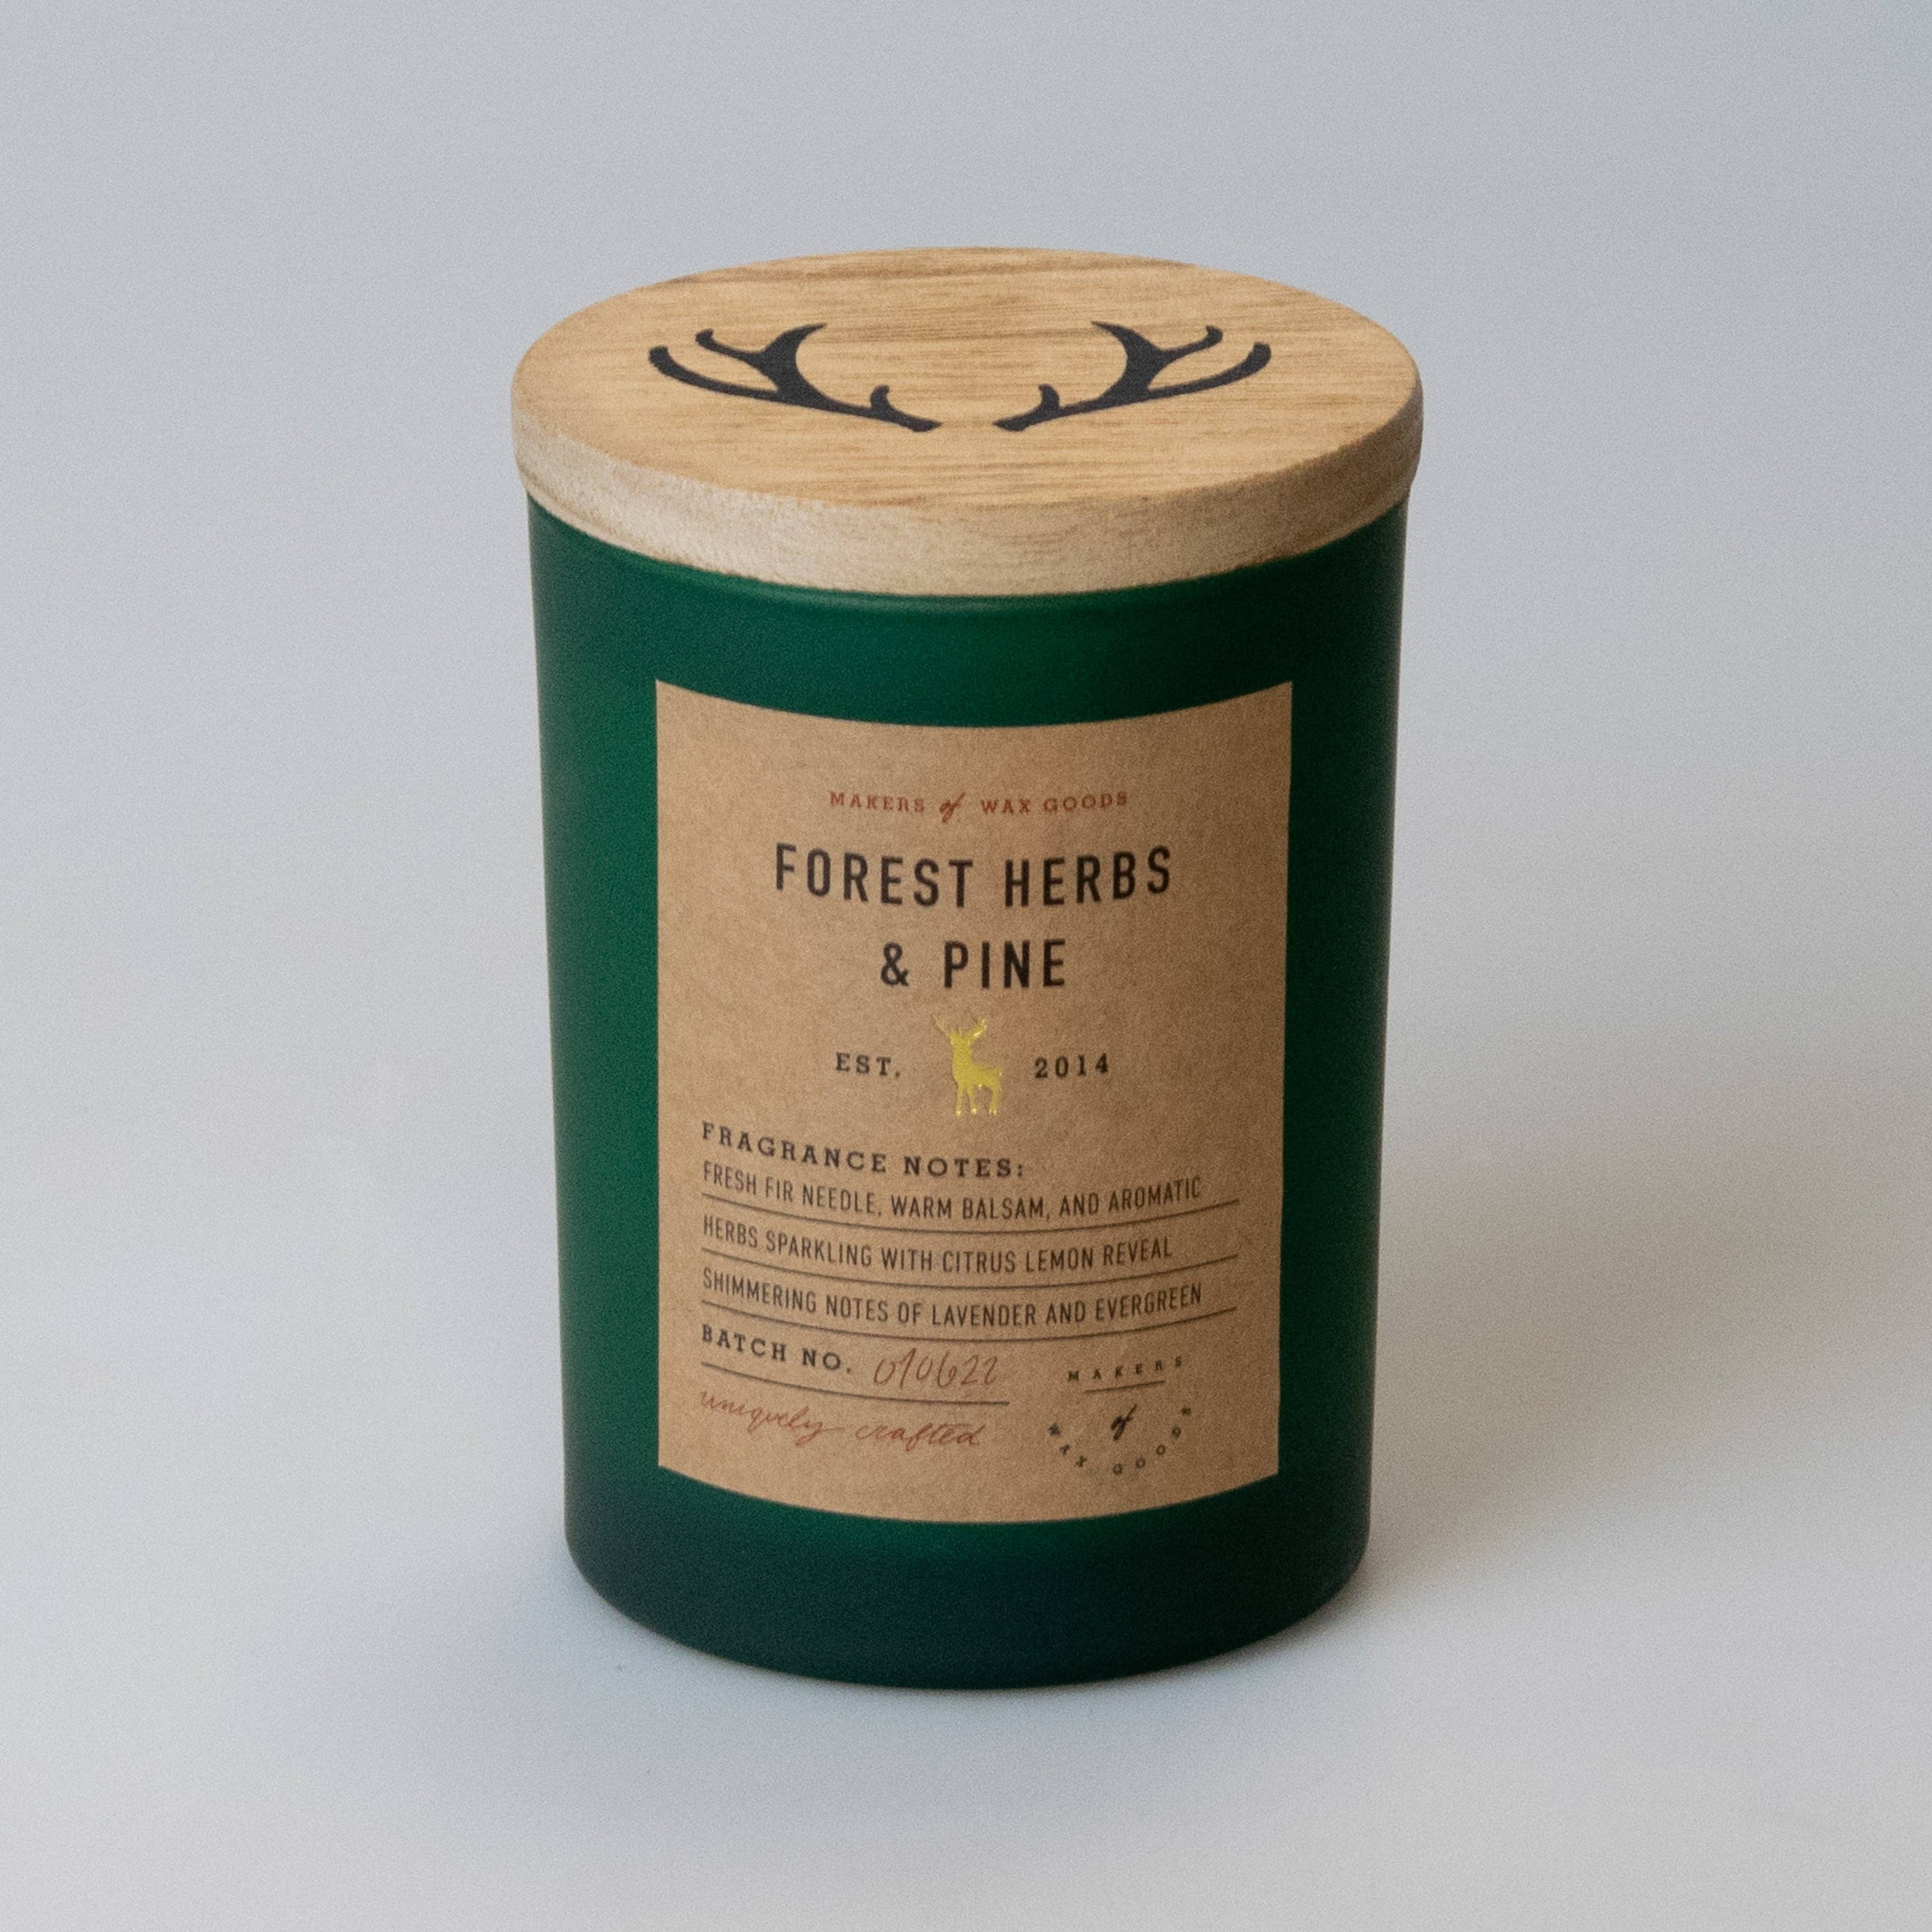 MAKERS of WAX GOODS
FOREST HERBS
& PINE
EST. 2014
FRAGRANCE NOTES:
FRESH FIR NEEDLE, WARM BALSAM, AND AROMATIC
HERBS SPARKLING WITH CITRUS LEMON REVEAL
SHIMMERING NOTES OF LAVENDER AND EVERGREEN
BATCH NO. 070622
uniquely crafted
MAKERS
of
WAX GOODS